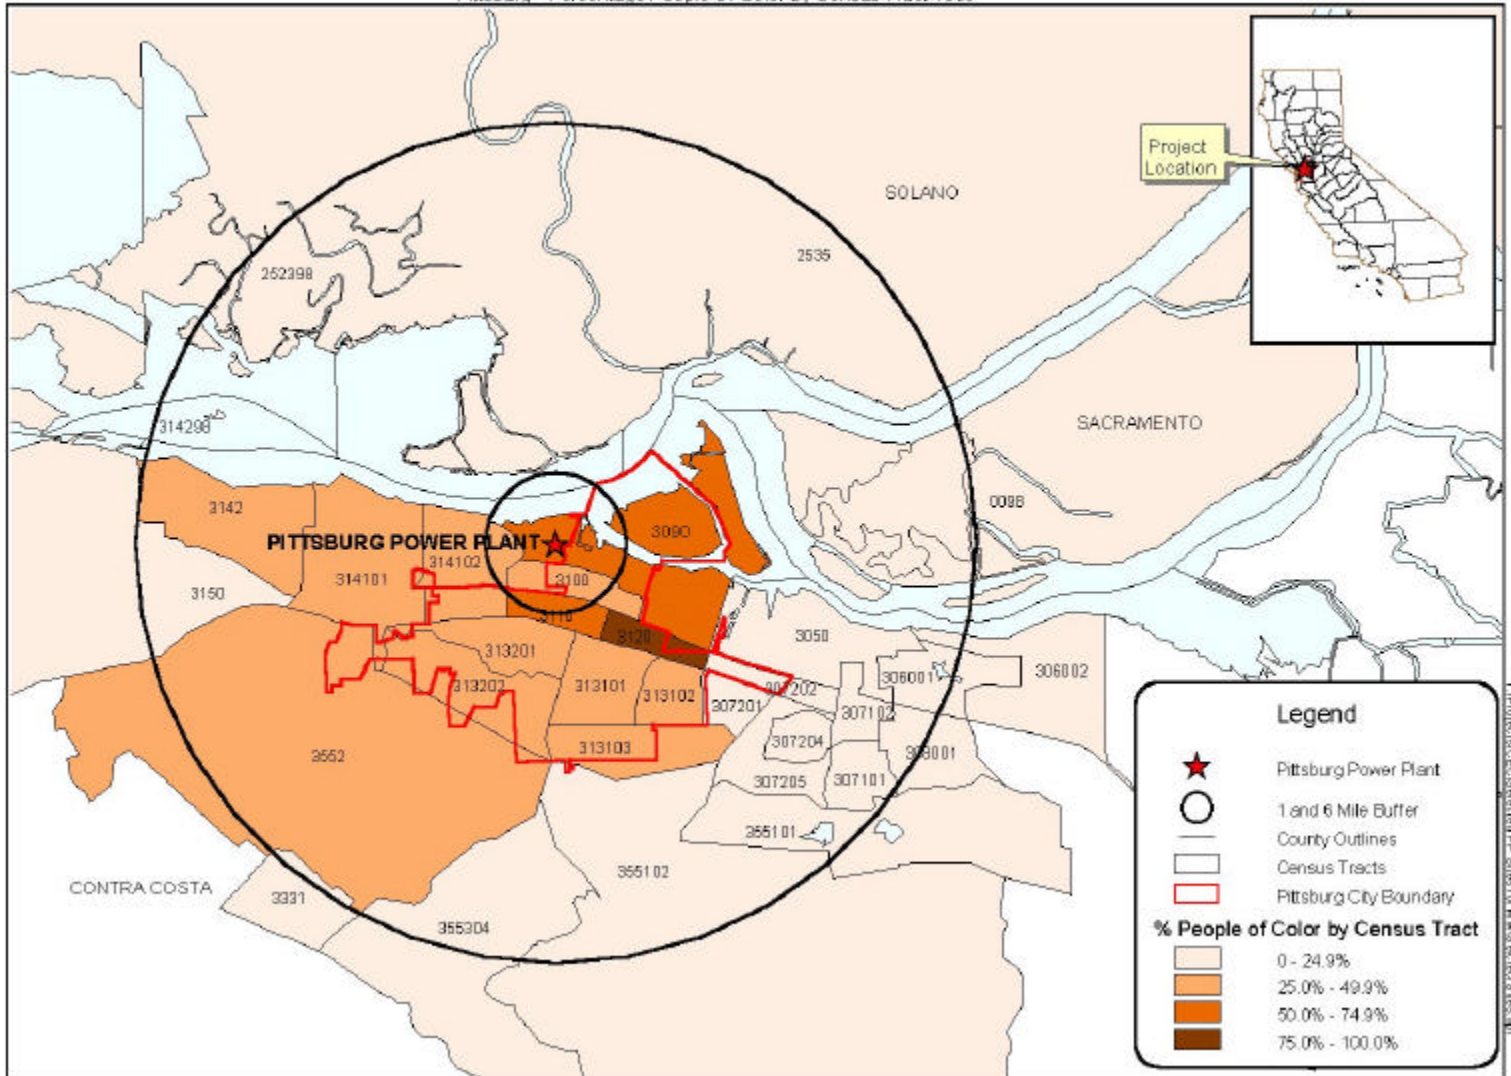 Project
Location
SOLANO
2535
252398
314298
SACRAMENTO
0098
3142
3090
PITTSBURG POWER PLANT
314102
314101
3100
3150
3110
3120
3050
313201
306002
306001
313202
313101
313102
307202
307201
307102
307204
313103
3552
309001
307205
307101
355101
355102
CONTRA COSTA
3331
355304
Legend
Pittsburg Power Plant
1 and 6 Mile Buffer
County Outlines
Census Tracts
Pittsburg City Boundary
% People of Color by Census Tract
0 - 24.9%
25.0% - 49.9%
50.0% - 74.9%
75.0% - 100.0%